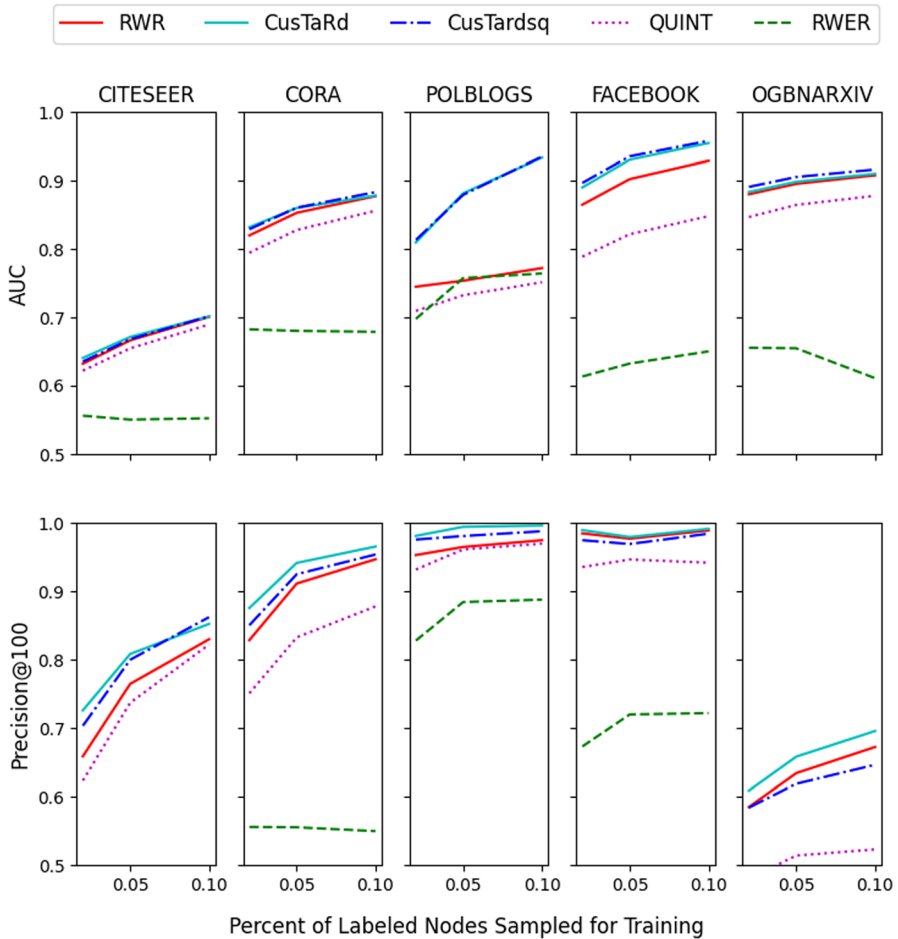 RWR CusTaRd CusTardsq QUINT RWER
CITESEER CORA POLBLOGS FACEBOOK OGBNARXIV
1.0
0.9
0.8
0.7
0.6
0.5
AUC
1.0
0.9
0.8
0.7
0.6
0.5
Precision@100
0.05 0.10 0.05 0.10 0.05 0.10 0.05 0.10 0.05 0.10
Percent of Labeled Nodes Sampled for Training